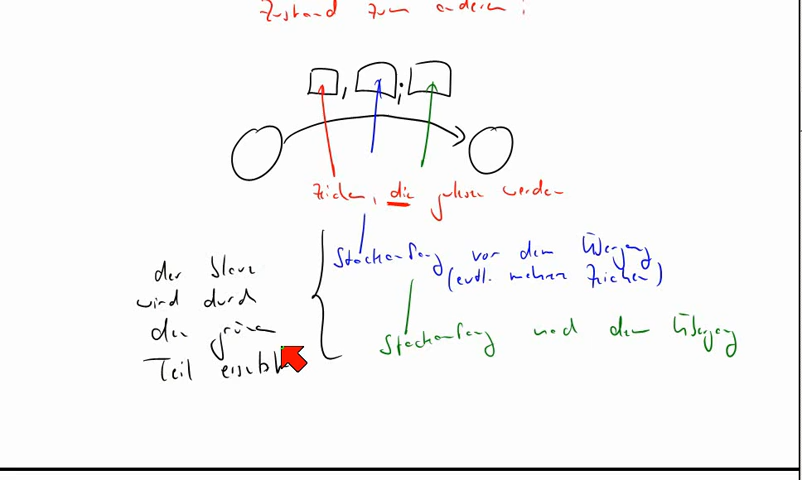 Zustand zum anderen:
, ;
Zeichen, die gelesen werden
Stackanfang vor dem Übergang
(evtl. mehrere Zeichen)
der blaue
wird durch
den grünen
Teil ersetzt
Stackanfang nach dem Übergang